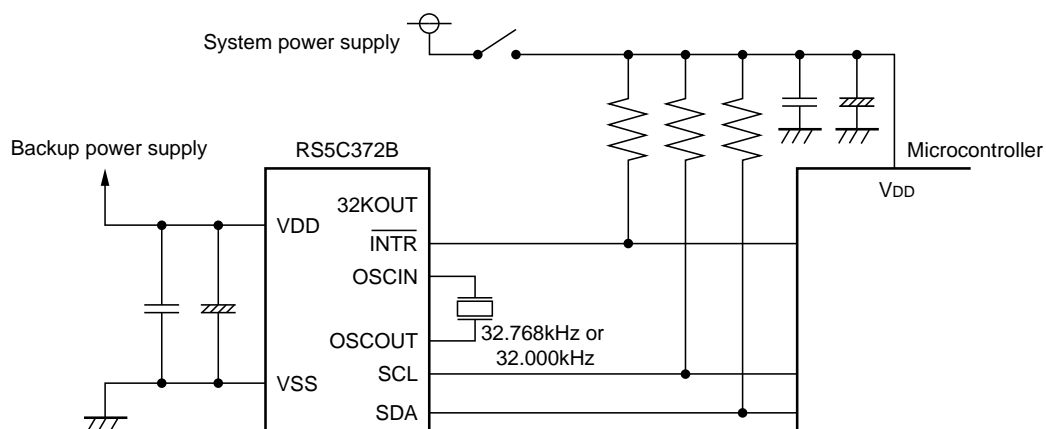 System power supply
Backup power supply
RS5C372B
Microcontroller
VDD
32KOUT
VDD
INTR
OSCIN
32.768kHz or
32.000kHz
OSCOUT
SCL
VSS
SDA